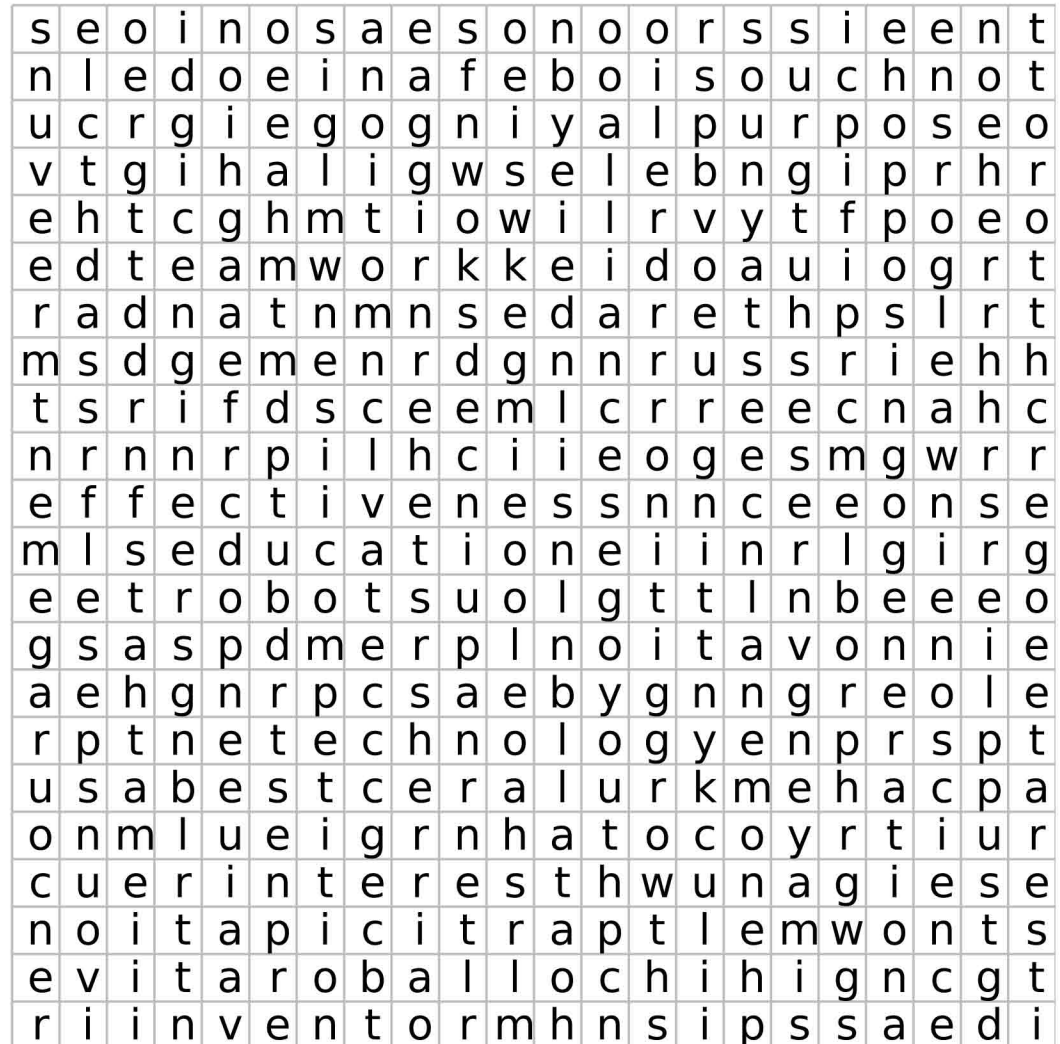 s e o i n o s a e s o n o o r s s i e e n t
n l e d o e i n a f e b o i s o u c h n o t
u c r g i e g o g n i y a l p u r p o s e o
v t g i h a l i g w s e l e b n g i p r h r
e h t c g h m t i o w i l r v y t f p o e o
e d t e a m w o r k k e i d o a u i o g r t
r a d n a t n m n s e d a r e t h p s l r t
m s d g e m e n r d g n n r u s s r i e h h
t s r i f d s c e e m l c r r e e c n a h c
n r n n r p i l h c i i e o g e s m g w r r
e f f e c t i v e n e s s n n c e e o n s e
m l s e d u c a t i o n e i i n r l g i r g
e e t r o b o t s u o l g t t l n b e e e o
g s a s p d m e r p l n o i t a v o n n i e
a e h g n r p c s a e b y g n n g r e o l e
r p t n e t e c h n o l o g y e n p r s p t
u s a b e s t c e r a l u r k m e h a c p a
o n m l u e i g r n h a t o c o y r t i u r
c u e r i n t e r e s t h w u n a g i e s e
n o i t a p i c i t r a p t l e m w o n t s
e v i t a r o b a l l o c h i h i g n c g t
r i i n v e n t o r m h n s i p s s a e d i